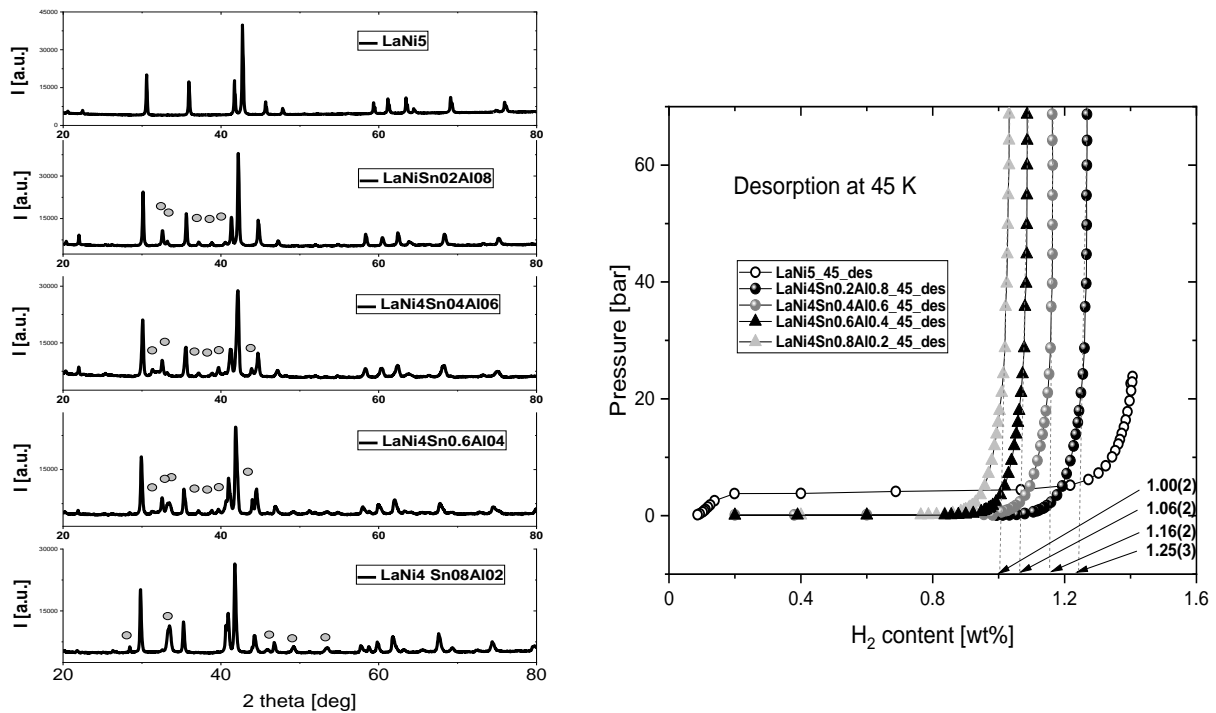 45000
30000
15000
0
I [a.u.]
LaNi5
20 40 60 80
30000
15000
I [a.u.]
LaNiSn02Al08
20 40 60 80
30000
15000
I [a.u.]
LaNi4Sn04Al06
20 40 60 80
15000
I [a.u.]
LaNi4Sn0.6Al04
20 40 60 80
30000
15000
I [a.u.]
LaNi4 Sn08Al02
20 40 60 80
2 theta [deg]
Pressure [bar]
60
40
20
0
Desorption at 45 K
LaNi5_45_des
LaNi4Sn0.2Al0.8_45_des
LaNi4Sn0.4Al0.6_45_des
LaNi4Sn0.6Al0.4_45_des
LaNi4Sn0.8Al0.2_45_des
1.00(2)
1.06(2)
1.16(2)
1.25(3)
0 0.4 0.8 1.2 1.6
H2 content [wt%]